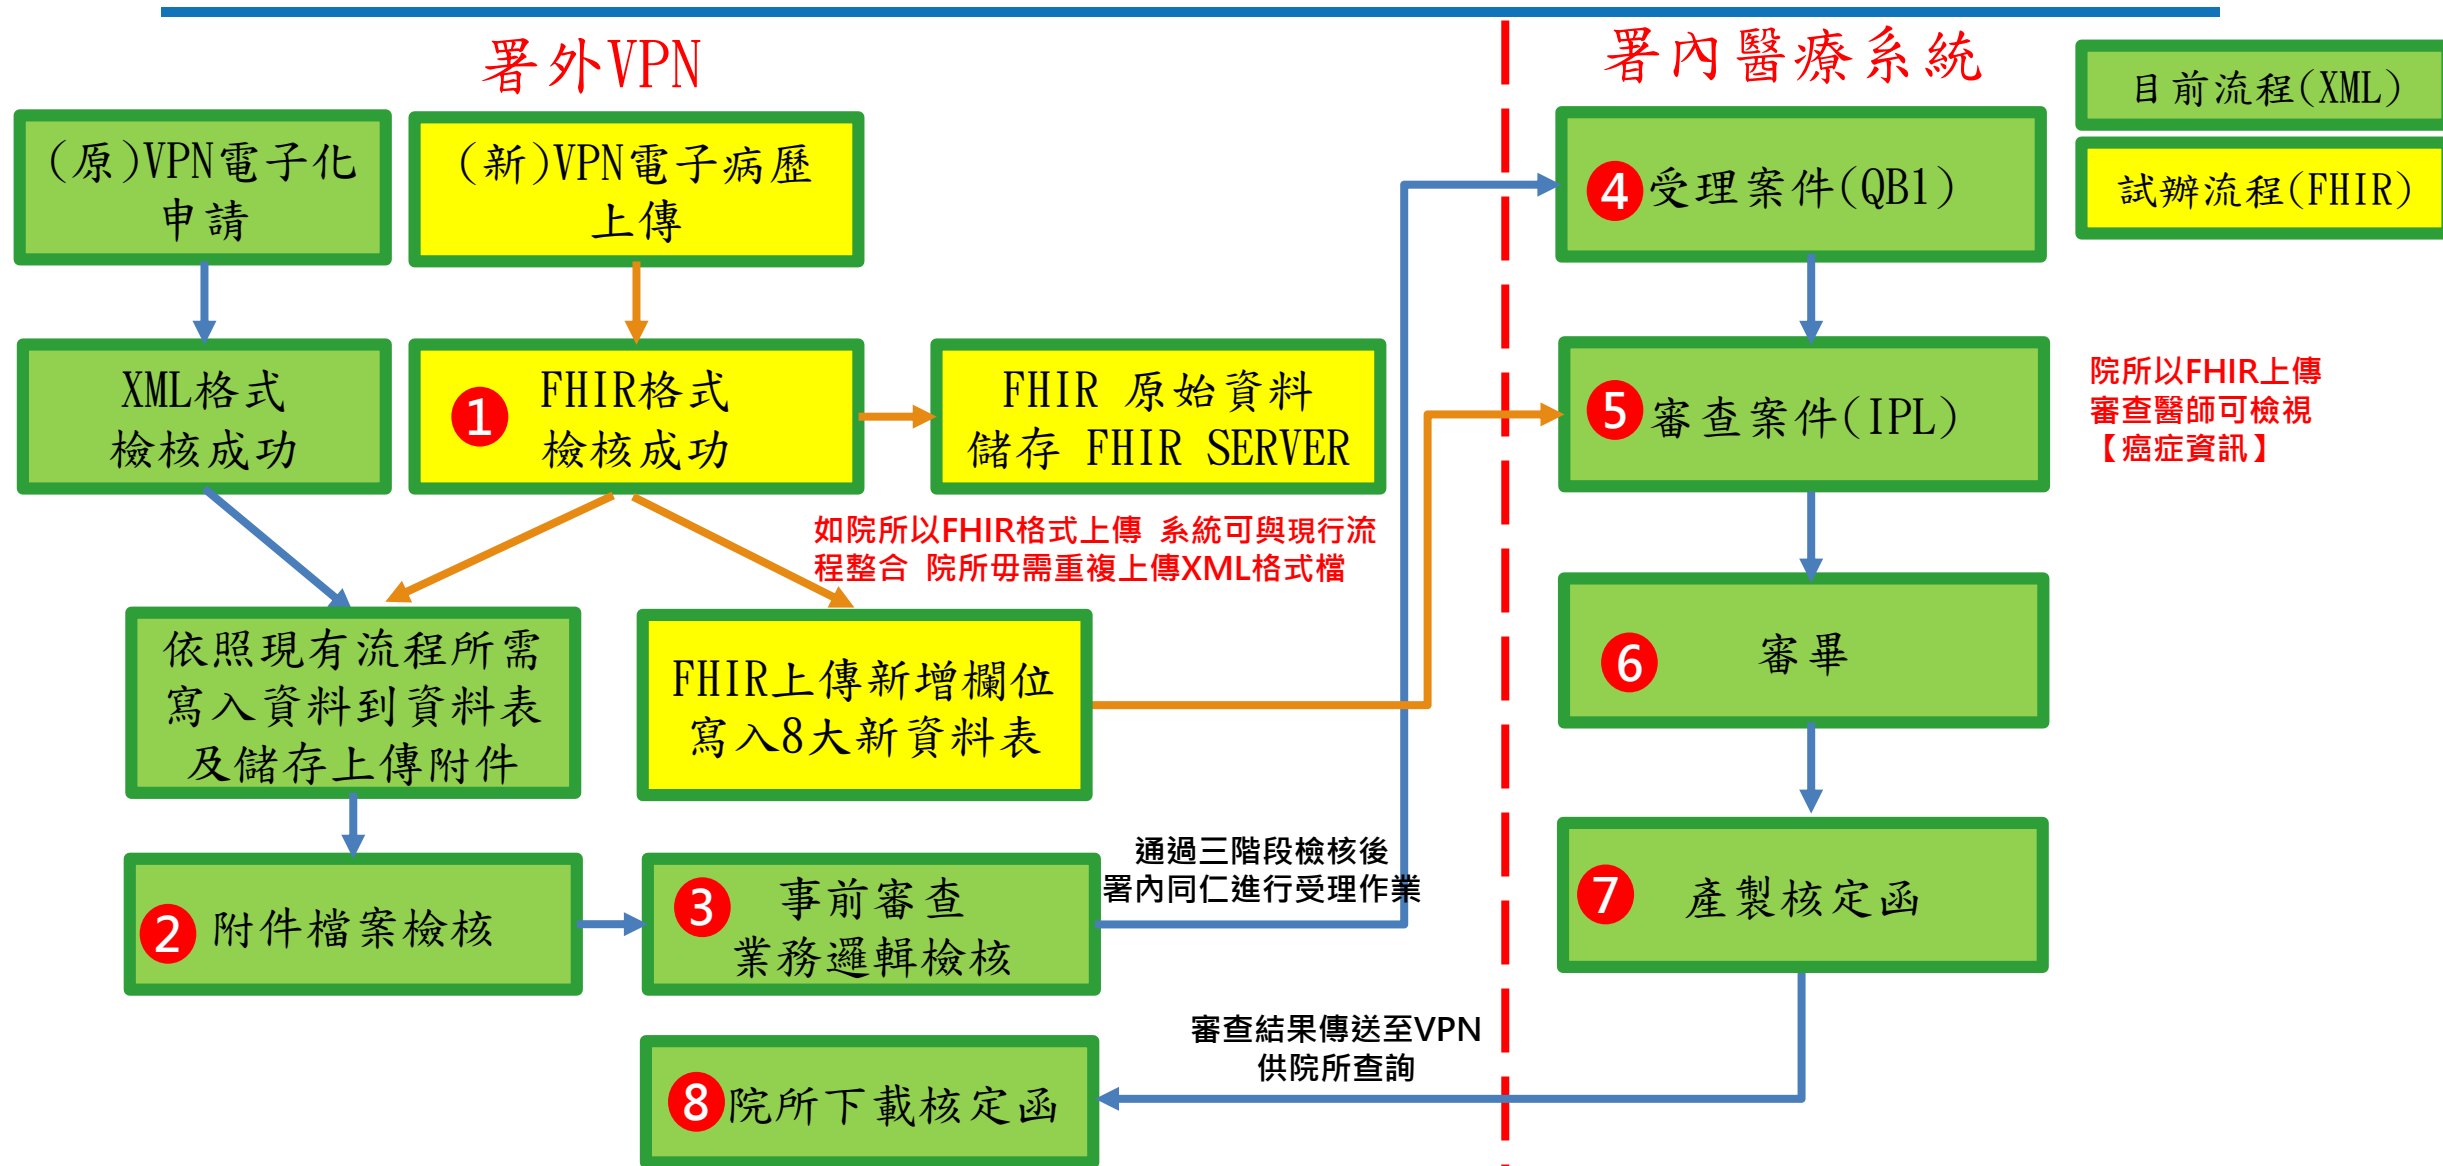 署外VPN
署內醫療系統
目前流程(XML)
試辦流程(FHIR)
(原)VPN電子化
申請
(新)VPN電子病歷
上傳
4
受理案件(QB1)
XML格式
檢核成功
1
FHIR格式
檢核成功
FHIR 原始資料
儲存 FHIR SERVER
5
審查案件(IPL)
院所以FHIR上傳
審查醫師可檢視
【癌症資訊】
如院所以FHIR格式上傳 系統可與現行流
程整合 院所毋需重複上傳XML格式檔
依照現有流程所需
寫入資料到資料表
及儲存上傳附件
FHIR上傳新增欄位
寫入8大新資料表
6
審畢
2
附件檔案檢核
3
事前審查
業務邏輯檢核
通過三階段檢核後
署內同仁進行受理作業
7
產製核定函
審查結果傳送至VPN
供院所查詢
8
院所下載核定函